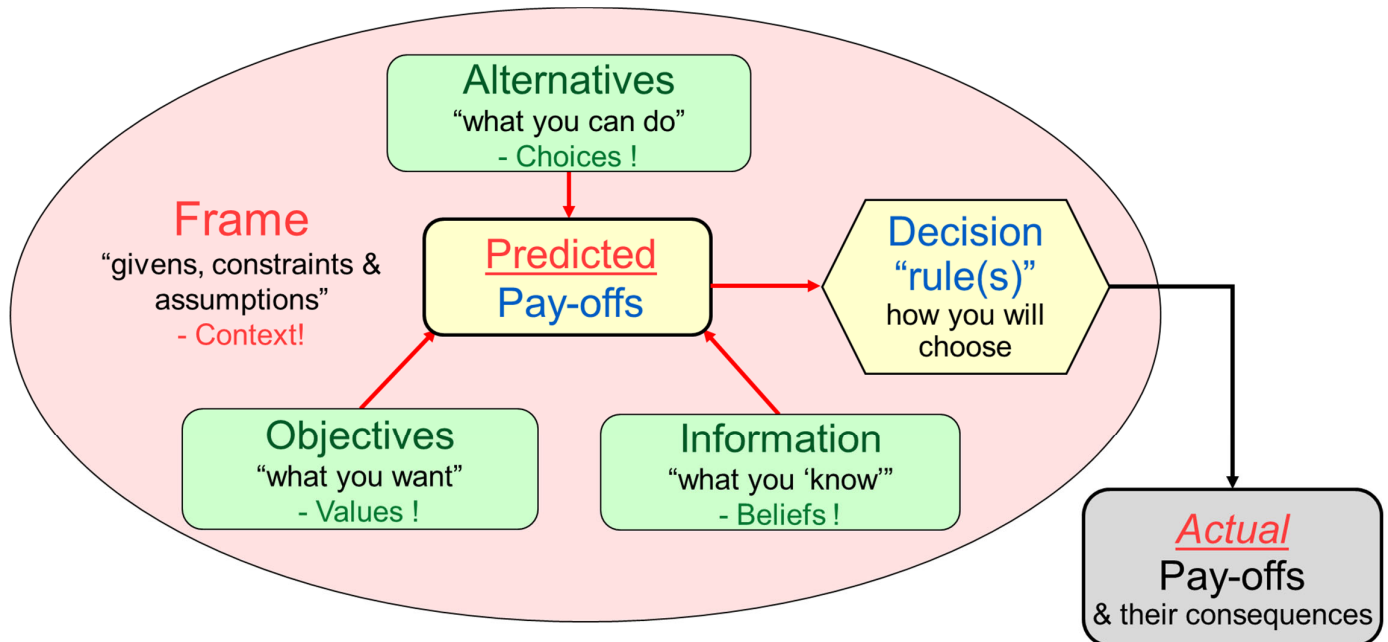 Alternatives
“what you can do”
- Choices !
Frame
“givens, constraints &
assumptions”
- Context!
Predicted
Pay-offs
Decision
“rule(s)”
how you will
choose
Objectives
“what you want”
- Values !
Information
“what you ‘know’”
- Beliefs !
Actual
Pay-offs
& their consequences